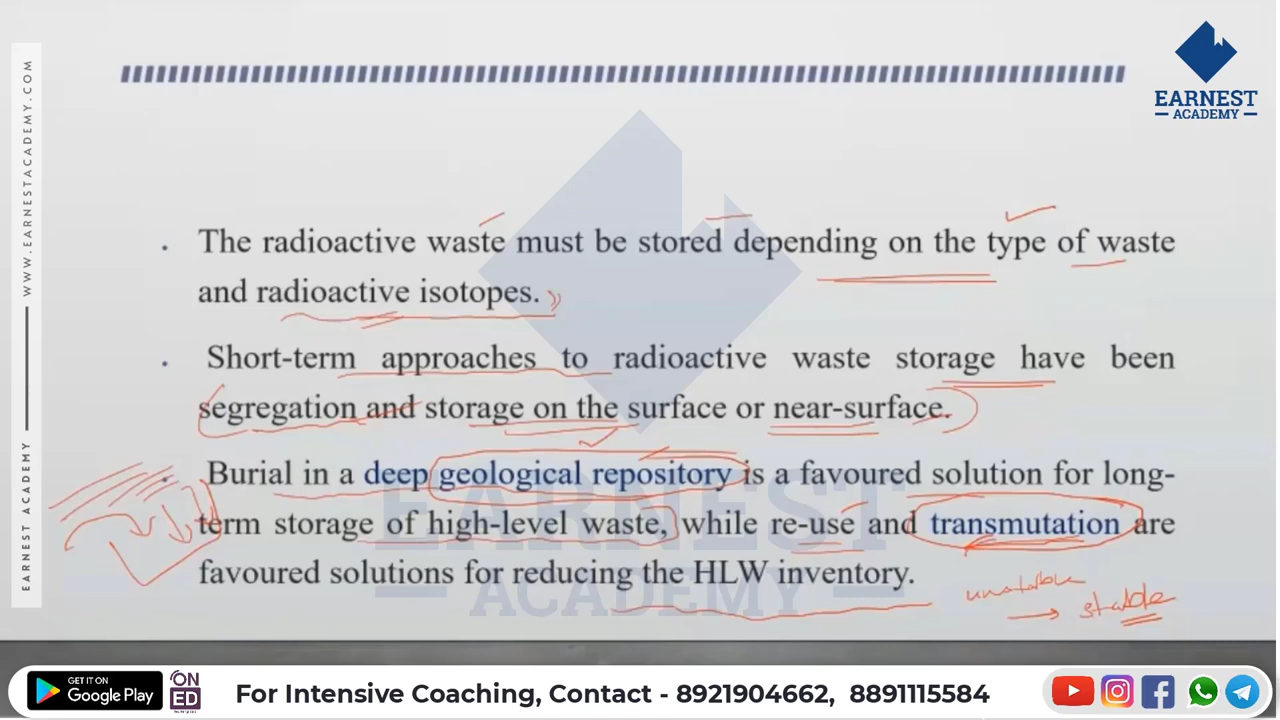 EARNEST
ACADEMY
WWW.EARNESTACADEMY.COM
EARNEST ACADEMY
The radioactive waste must be stored depending on the type of waste
and radioactive isotopes.
Short-term approaches to radioactive waste storage have been
segregation and storage on the surface or near-surface.
Burial in a deep geological repository is a favoured solution for long-
term storage of high-level waste, while re-use and transmutation are
favoured solutions for reducing the HLW inventory.
unstable
→ stable
EARNEST
ACADEMY
GET IT ON
Google Play
ON
ED
For Intensive Coaching, Contact - 8921904662, 8891115584